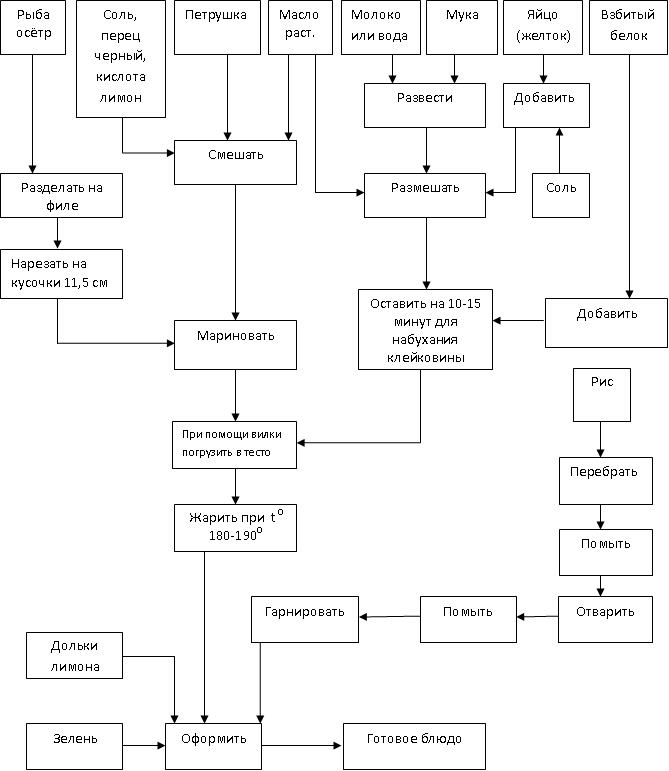 Рыба
осётр
Соль,
перец
черный,
кислота
лимон
Петрушка
Масло
раст.
Молоко
или вода
Мука
Яйцо
(желток)
Взбитый
белок
Развести
Добавить
Смешать
Разделать на
филе
Размешать
Соль
Нарезать на
кусочки 11,5 см
Оставить на 10-15
минут для
набухания
клейковины
Добавить
Мариновать
Рис
При помощи вилки
погрузить в тесто
Перебрать
Жарить при t°
180-190°
Помыть
Гарнировать
Помыть
Отварить
Дольки
лимона
Зелень
Оформить
Готовое блюдо